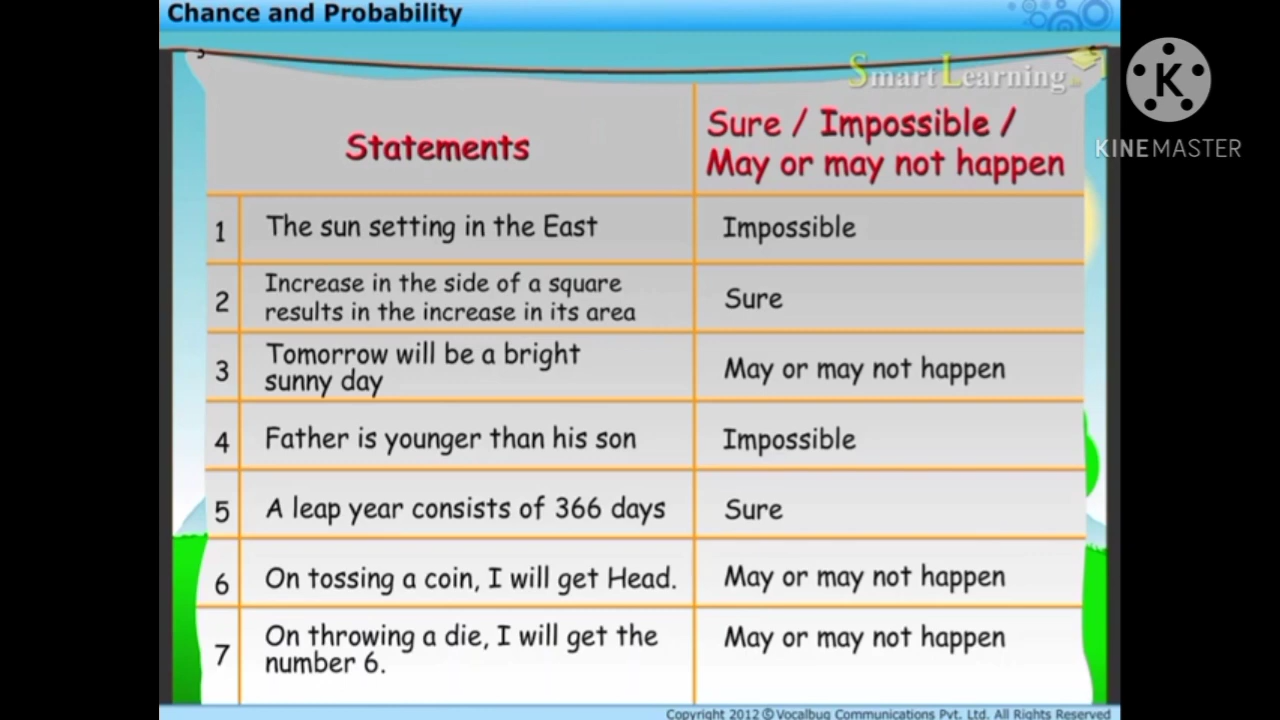 Chance and Probability
Smart Learning
K
KINEMASTER
Statements
Sure / Impossible /
May or may not happen
1
The sun setting in the East
Impossible
2
Increase in the side of a square
results in the increase in its area
Sure
3
Tomorrow will be a bright
sunny day
May or may not happen
4
Father is younger than his son
Impossible
5
A leap year consists of 366 days
Sure
6
On tossing a coin, I will get Head.
May or may not happen
7
On throwing a die, I will get the
number 6.
May or may not happen
Copyright 2012 © Vocalbug Communications Pvt. Ltd. All Rights Reserved